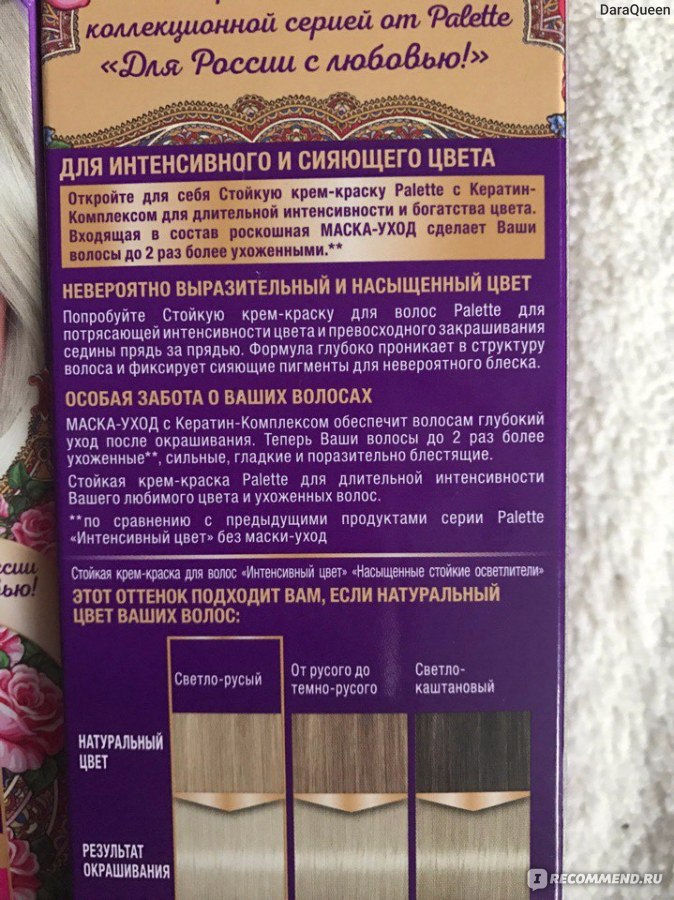 DaraQueen
коллекционной серией от Palette
«Для России с любовью!»
ДЛЯ ИНТЕНСИВНОГО И СИЯЮЩЕГО ЦВЕТА
Откройте для себя Стойкую крем-краску Palette с Кератин-
Комплексом для длительной интенсивности и богатства цвета.
Входящая в состав роскошная МАСКА-УХОД сделает Ваши
волосы до 2 раз более ухоженными.**
НЕВЕРОЯТНО ВЫРАЗИТЕЛЬНЫЙ И НАСЫЩЕННЫЙ ЦВЕТ
Попробуйте Стойкую крем-краску для волос Palette для
потрясающей интенсивности цвета и превосходного закрашивания
седины прядь за прядью. Формула глубоко проникает в структуру
волоса и фиксирует сияющие пигменты для невероятного блеска.
ОСОБАЯ ЗАБОТА О ВАШИХ ВОЛОСАХ
МАСКА-УХОД с Кератин-Комплексом обеспечит волосам глубокий
уход после окрашивания. Теперь Ваши волосы до 2 раз более
ухоженные**, сильные, гладкие и поразительно блестящие.
Стойкая крем-краска Palette для длительной интенсивности
Вашего любимого цвета и ухоженных волос.
**по сравнению с предыдущими продуктами серии Palette
«Интенсивный цвет» без маски-уход
ссии
вью!
Стойкая крем-краска для волос «Интенсивный цвет» «Насыщенные стойкие осветлители»
ЭТОТ ОТТЕНОК ПОДХОДИТ ВАМ, ЕСЛИ НАТУРАЛЬНЫЙ
ЦВЕТ ВАШИХ ВОЛОС:
Светло-русый
От русого до
темно-русого
Светло-
каштановый
НАТУРАЛЬНЫЙ
ЦВЕТ
РЕЗУЛЬТАТ
ОКРАШИВАНИЯ
I RECOMMEND.RU